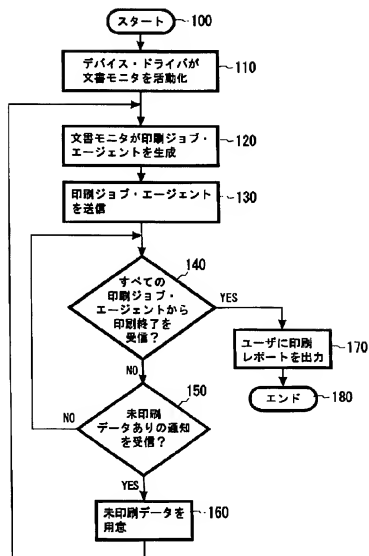 スタート
100
デバイス・ドライバが
文書モニタを活動化
110
文書モニタが印刷ジョブ・
エージェントを生成
120
印刷ジョブ・エージェント
を送信
130
140
すべての
印刷ジョブ・
エージェントから
印刷終了を
受信?
YES
NO
ユーザに印刷
レポートを出力
170
エンド
180
150
未印刷
データありの通知
を受信?
NO
YES
未印刷データを
用意
160